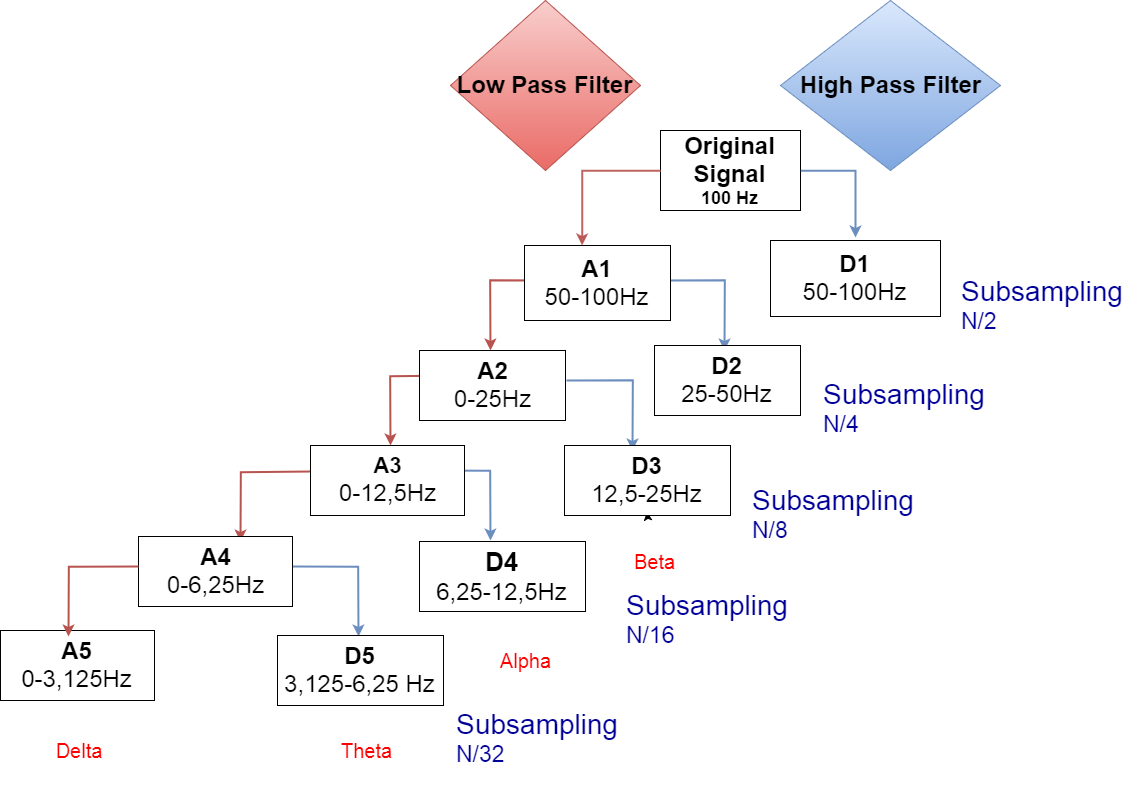 Low Pass Filter
High Pass Filter
Original
Signal
100 Hz
A1
50-100Hz
D1
50-100Hz
Subsampling
N/2
A2
0-25Hz
D2
25-50Hz
Subsampling
N/4
A3
0-12,5Hz
D3
12,5-25Hz
Subsampling
N/8
Beta
A4
0-6,25Hz
D4
6,25-12,5Hz
Subsampling
N/16
Alpha
A5
0-3,125Hz
D5
3,125-6,25 Hz
Subsampling
N/32
Delta
Theta